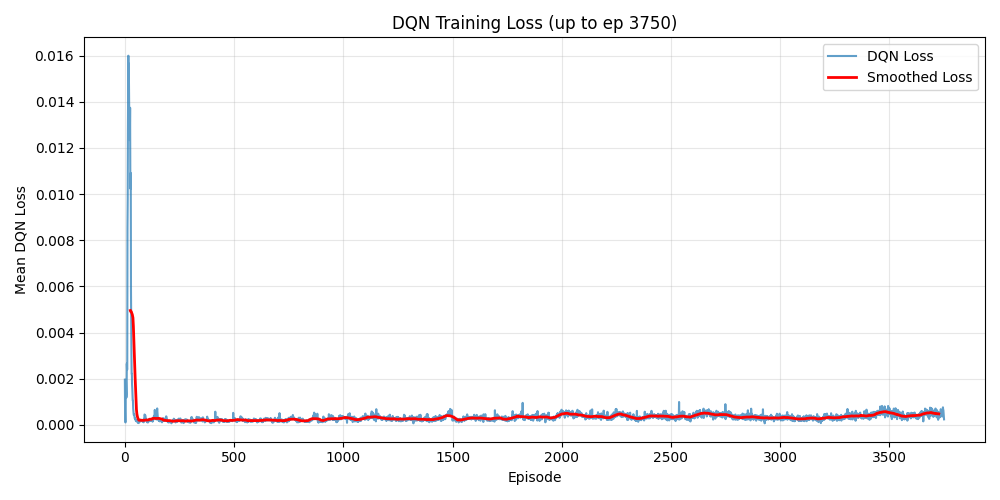 DQN Training Loss (up to ep 3750)
DQN Loss
Smoothed Loss
Mean DQN Loss
0.016
0.014
0.012
0.010
0.008
0.006
0.004
0.002
0.000
0 500 1000 1500 2000 2500 3000 3500
Episode